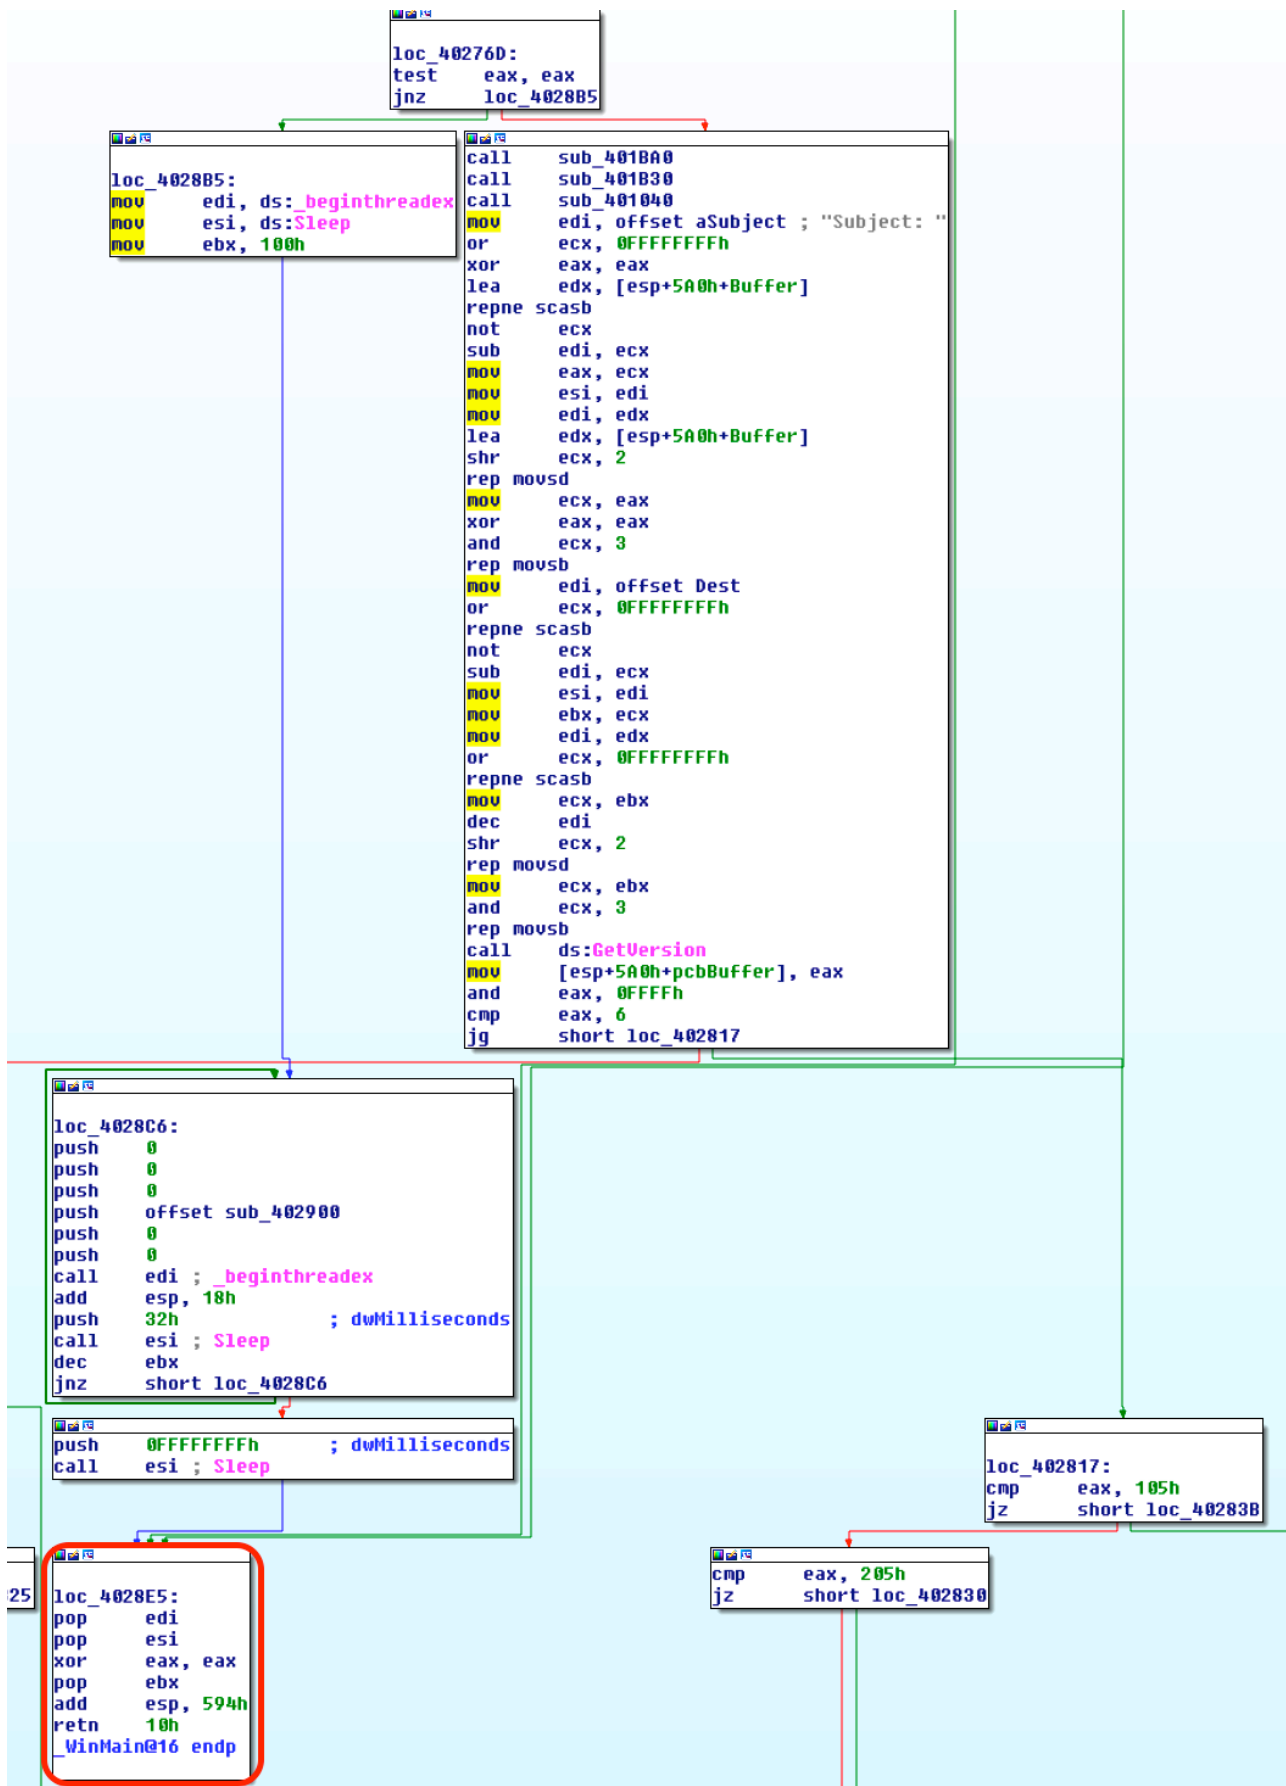 loc_40276D:
test eax, eax
jnz loc_4028B5
loc_4028B5:
mov edi, ds:_beginthreadex
mov esi, ds:Sleep
mov ebx, 100h
call sub_401BA0
call sub_401B30
call sub_401040
mov edi, offset aSubject ; "Subject: "
or ecx, 0FFFFFFFFh
xor eax, eax
lea edx, [esp+5A0h+Buffer]
repne scasb
not ecx
sub edi, ecx
mov eax, ecx
mov esi, edi
mov edi, edx
lea edx, [esp+5A0h+Buffer]
shr ecx, 2
rep movsd
mov ecx, eax
xor eax, eax
and ecx, 3
rep movsb
mov edi, offset Dest
or ecx, 0FFFFFFFFh
repne scasb
not ecx
sub edi, ecx
mov esi, edi
mov ebx, ecx
mov edi, edx
or ecx, 0FFFFFFFFh
repne scasb
mov ecx, ebx
dec edi
shr ecx, 2
rep movsd
mov ecx, ebx
and ecx, 3
rep movsb
call ds:GetVersion
mov [esp+5A0h+pcbBuffer], eax
and eax, 0FFFFh
cmp eax, 6
jg short loc_402817
loc_4028C6:
push 0
push 0
push 0
push offset sub_402900
push 0
push 0
call edi ; _beginthreadex
add esp, 18h
push 32h ; dwMilliseconds
call esi ; Sleep
dec ebx
jnz short loc_4028C6
push 0FFFFFFFFh ; dwMilliseconds
call esi ; Sleep
loc_402817:
cmp eax, 105h
jz short loc_40283B
cmp eax, 205h
jz short loc_402830
25
loc_4028E5:
pop edi
pop esi
xor eax, eax
pop ebx
add esp, 594h
retn 10h
_WinMain@16 endp